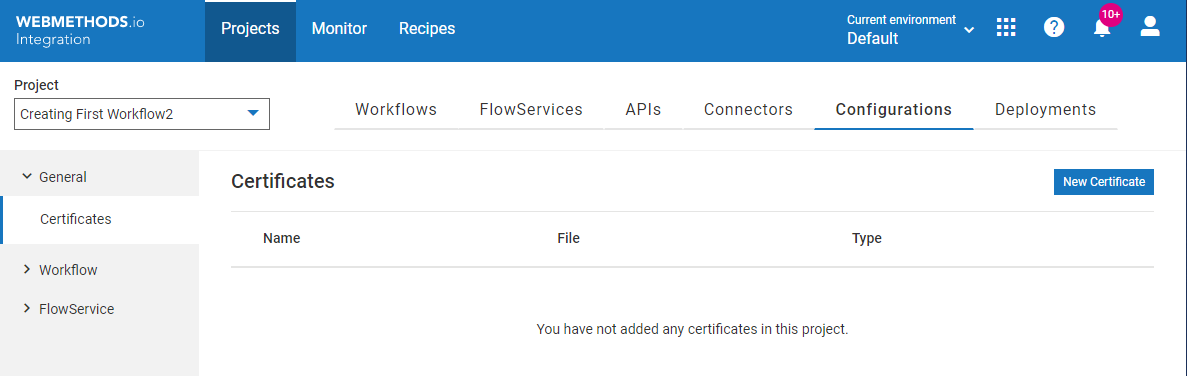 WEBMETHODS.io
Integration
Projects
Monitor
Recipes
Current environment
Default
10+
Project
Creating First Workflow2
Workflows
FlowServices
APIs
Connectors
Configurations
Deployments
General
Certificates
Workflow
FlowService
Certificates
New Certificate
Name
File
Type
You have not added any certificates in this project.